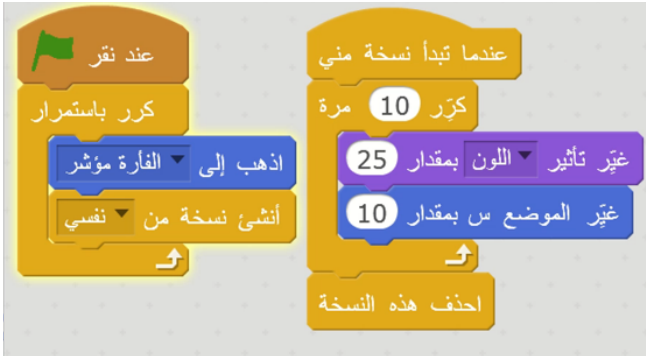 عند نقر
كرر باستمرار
اذهب إلى الفأرة مؤشر
أنشئ نسخة من نفسي
عندما تبدأ نسخة مني
كرّر 10 مرة
غيّر تأثير اللون بمقدار 25
غيّر الموضع س بمقدار 10
احذف هذه النسخة